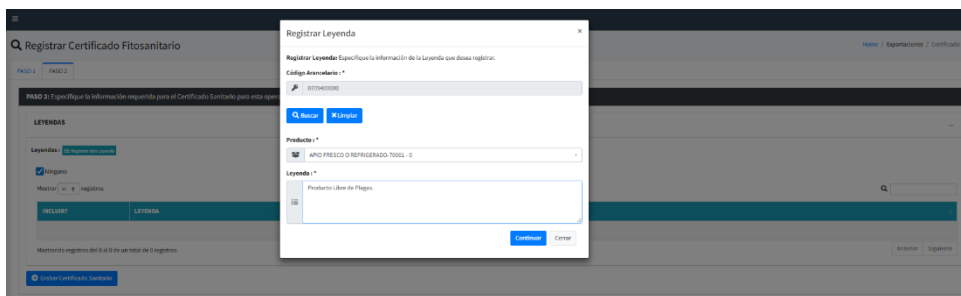 Registrar Certificado Fitosanitario
Home / Exportaciones / Certificado
PASO 1 PASO 2
PASO 2: Especifique la información requerida para el Certificado Sanitario para esta oper
LEYENDAS
Leyendas :
Ninguno
Mostrar registros
INCLUIR? LEYENDA
Mostrando registros del 0 al 0 de un total de 0 registros
Anterior Siguiente
Grabar Certificado Sanitario
Registrar Leyenda ×
Registrar Leyenda: Especifique la información de la Leyenda que desea registrar.
Código Arancelario : *
0709400000
Buscar Limpiar
Producto : *
APIO FRESCO O REFRIGERADO-7000L - 0
Leyenda : *
Producto Libre de Plagas.
Continuar Cerrar